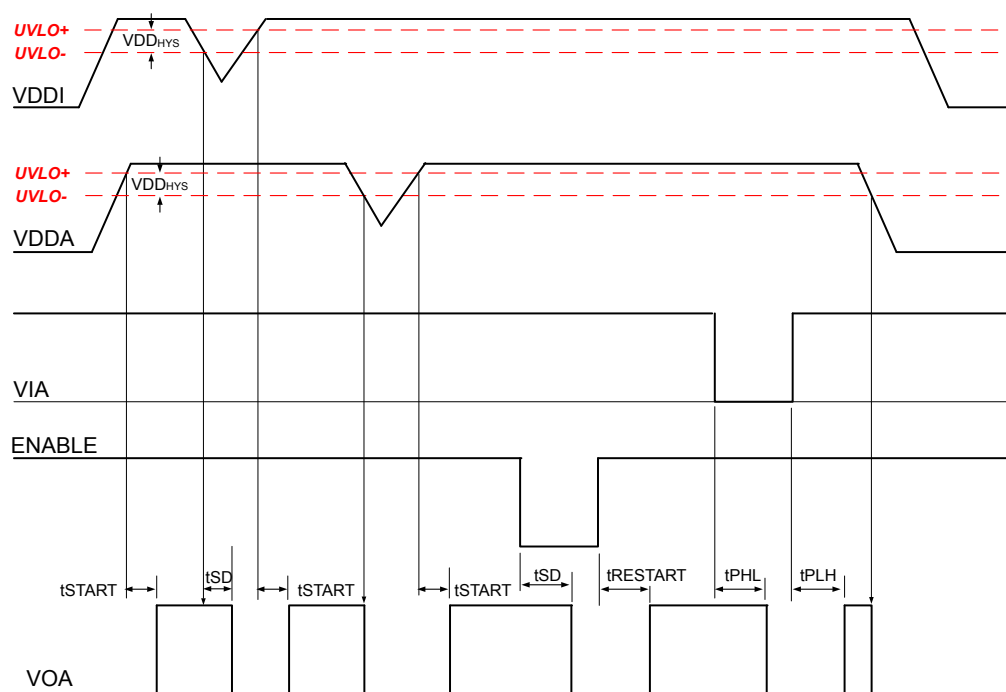 UVLO+
VDDHYS
UVLO-
VDDI
UVLO+
VDDHYS
UVLO-
VDDA
VIA
ENABLE
tSTART
tSD
tSTART
tSTART
tSD
tRESTART
tPHL
tPLH
VOA